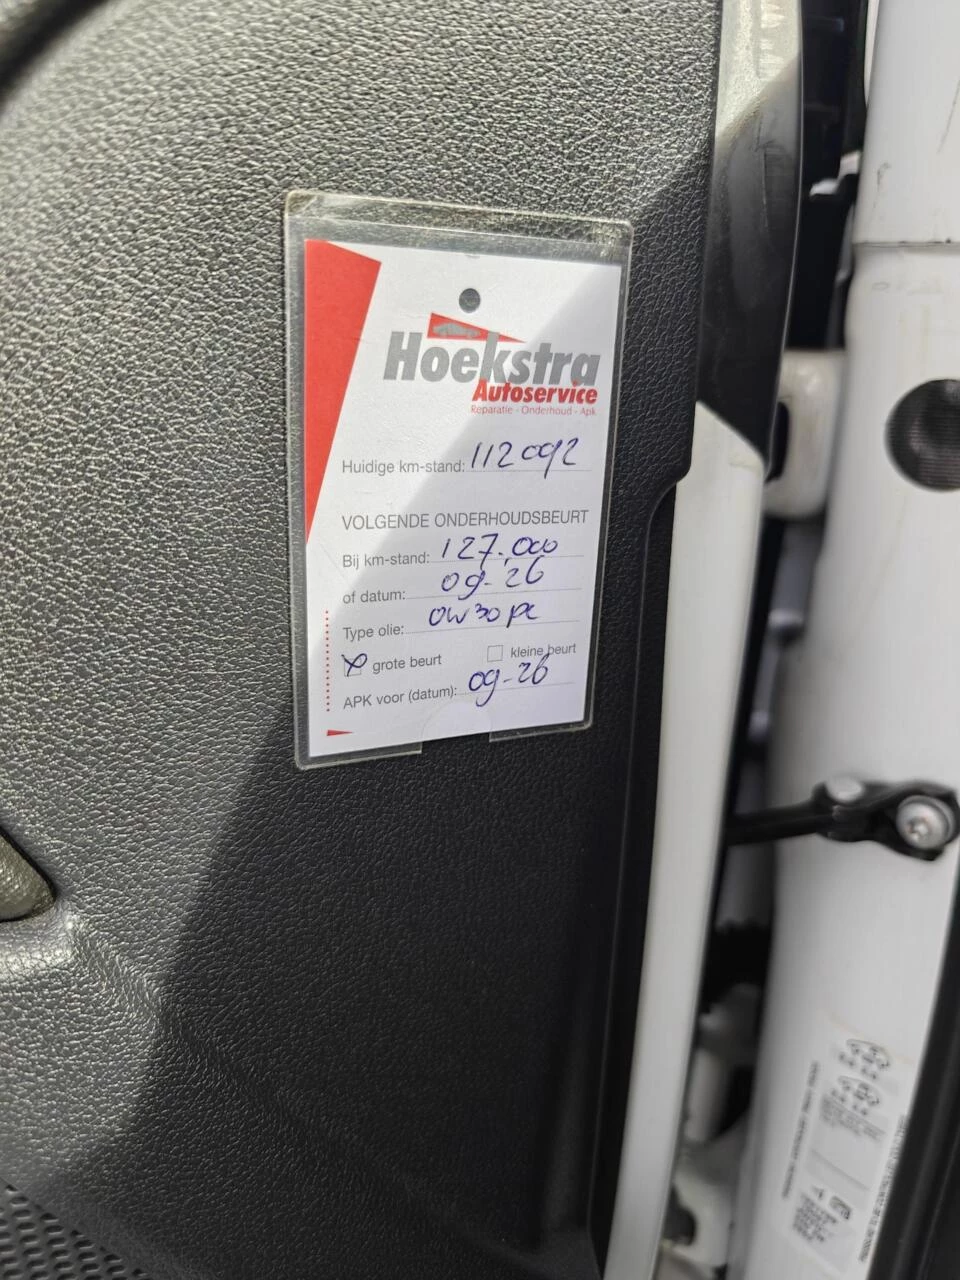 Hoekstra
Autoservice
Reparatie - Onderhoud - Apk
Huidige km-stand: 112092
VOLGENDE ONDERHOUDSBEURT
Bij km-stand: 127.000
of datum: 09-26
Type olie: 0W30
grote beurt kleine beurt
APK voor (datum): 09-26